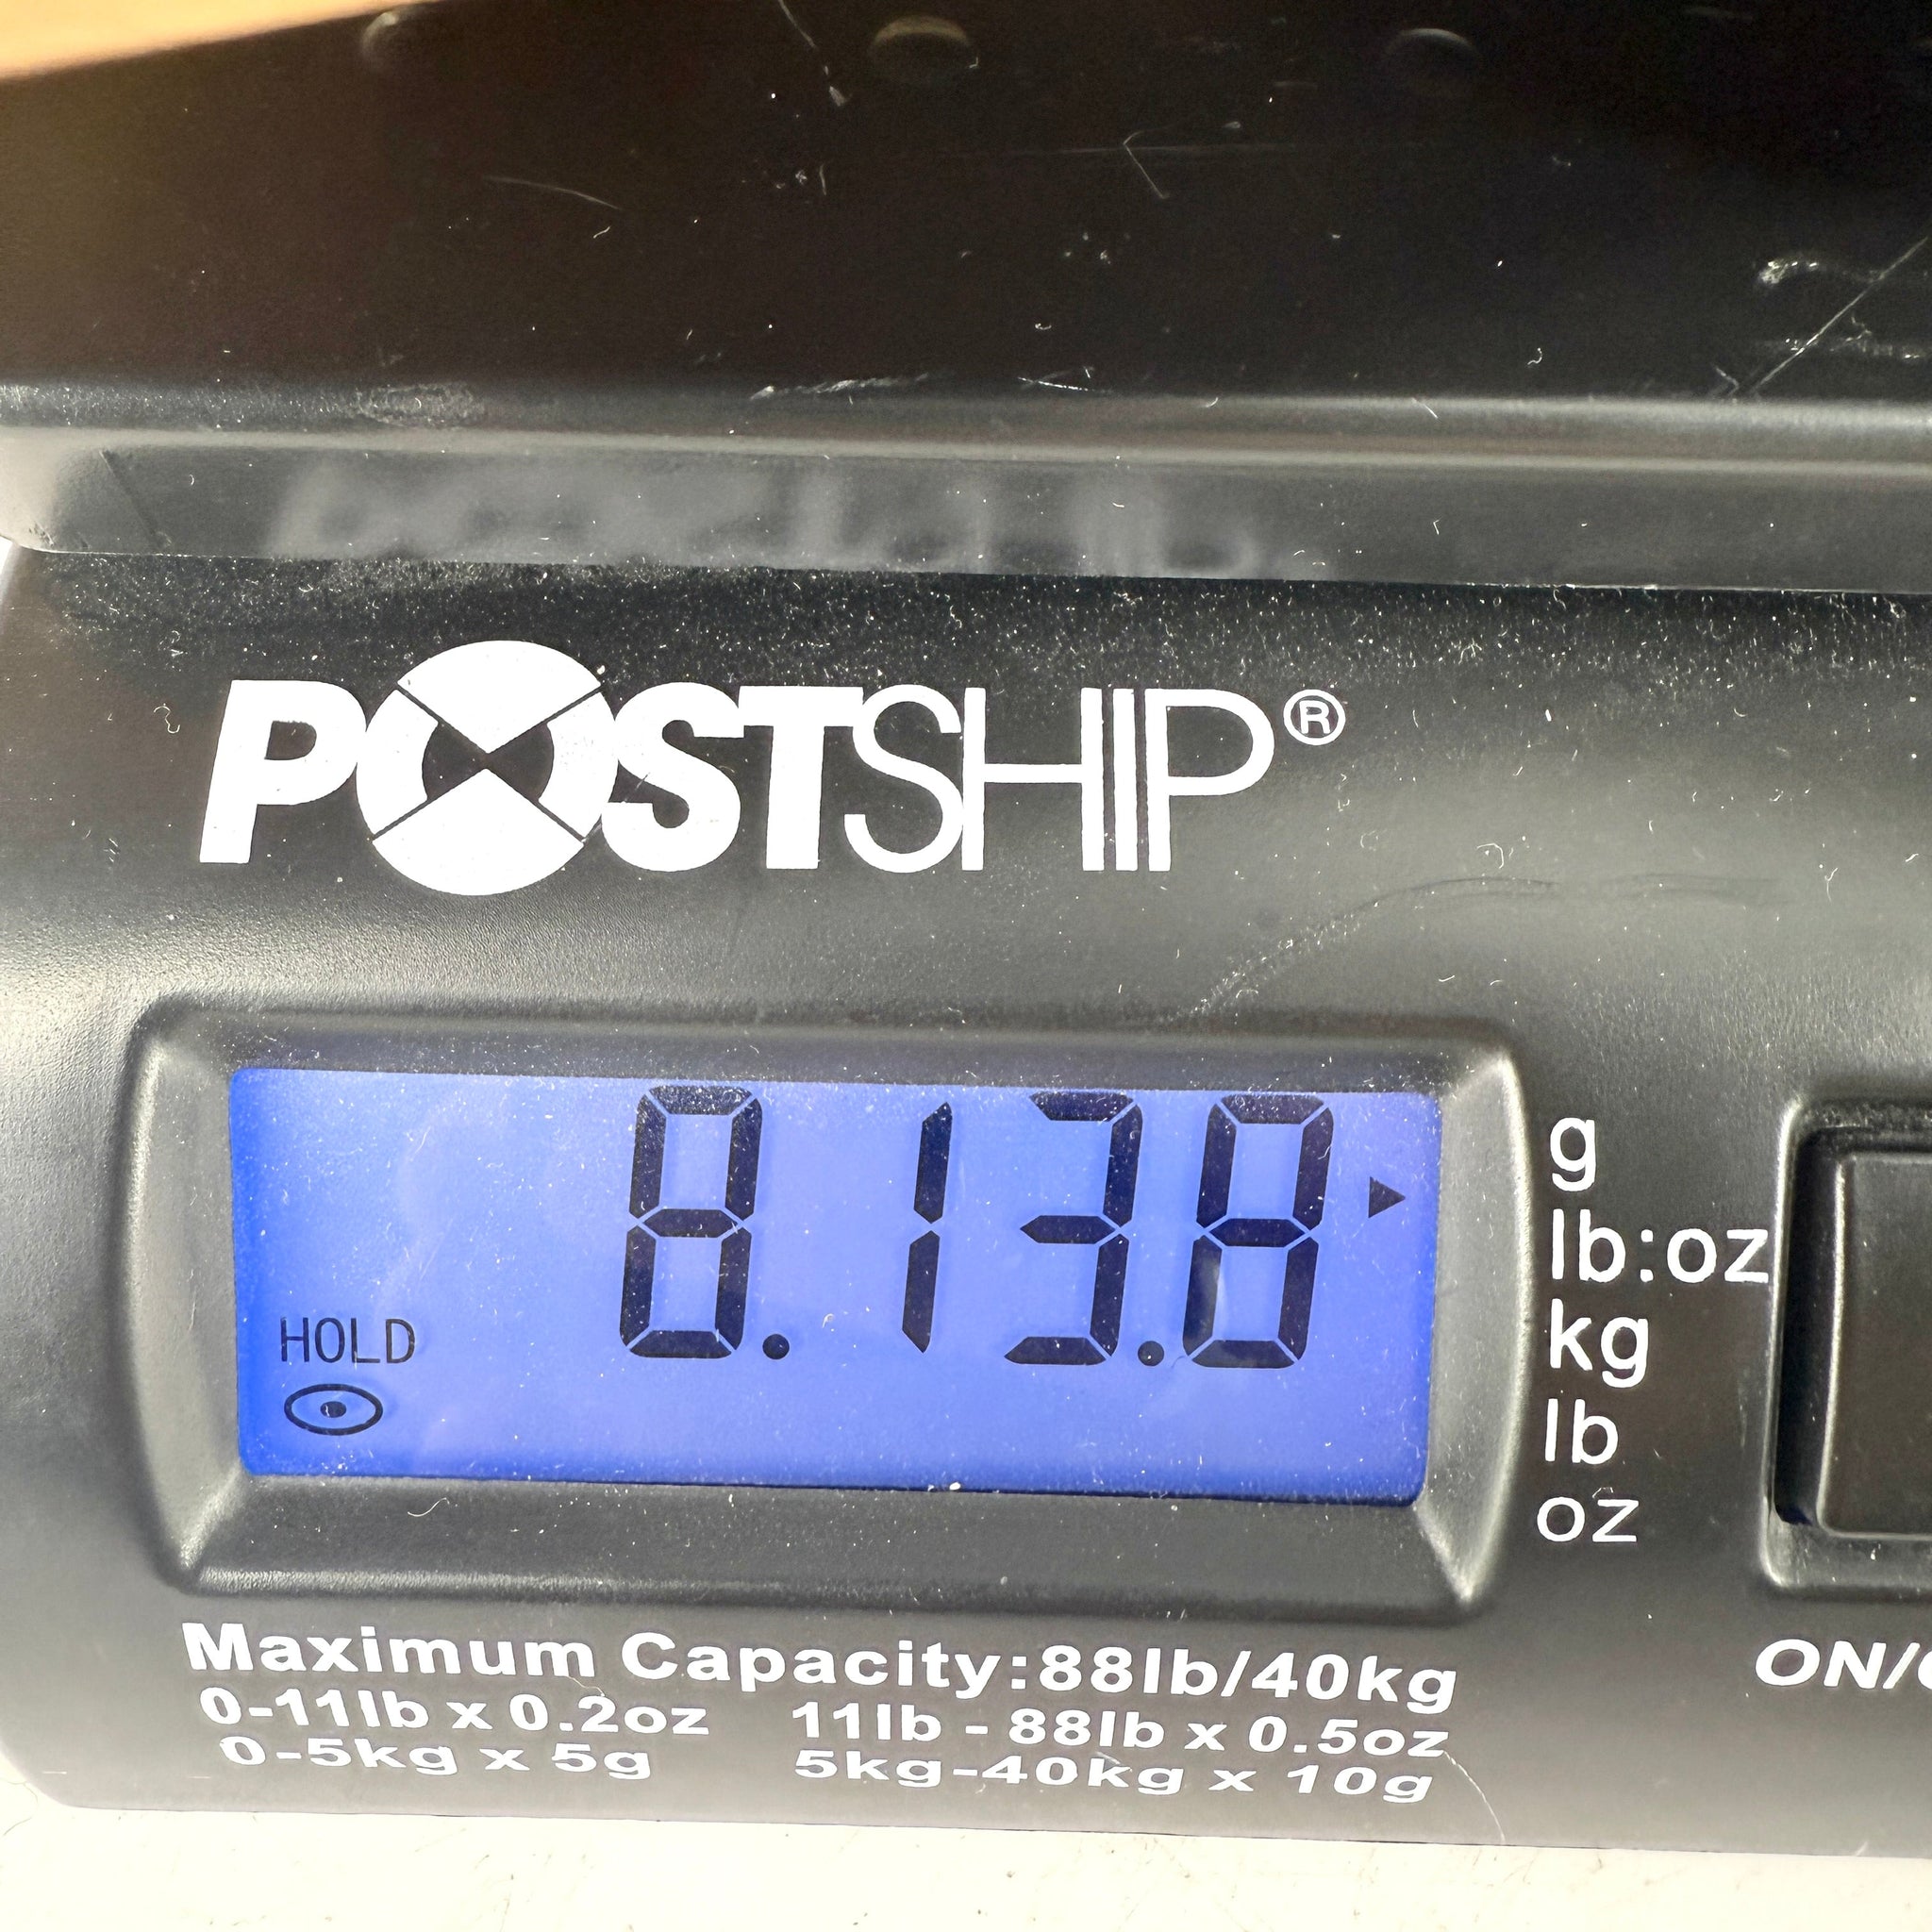 POSTSHIP®
8.13.8
HOLD
g
lb:oz
kg
lb
oz
Maximum Capacity:88lb/40kg
0-11lb x 0.2oz 11lb - 88lb x 0.5oz
0-5kg x 5g 5kg-40kg x 10g
ON/